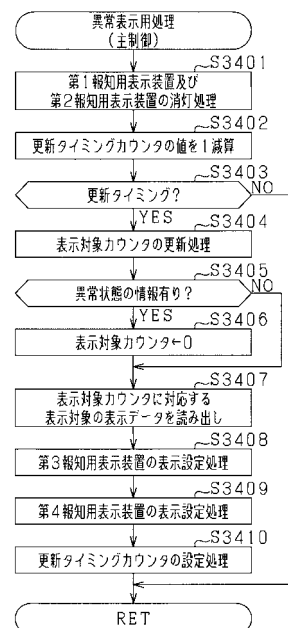 異常表示用処理
(主制御)
S3401
第1報知用表示装置及び
第2報知用表示装置の消灯処理
S3402
更新タイミングカウンタの値を1減算
S3403
更新タイミング?
NO
YES
S3404
表示対象カウンタの更新処理
S3405
異常状態の情報有り?
NO
YES
S3406
表示対象カウンタ←0
S3407
表示対象カウンタに対応する
表示対象の表示データを読み出し
S3408
第3報知用表示装置の表示設定処理
S3409
第4報知用表示装置の表示設定処理
S3410
更新タイミングカウンタの設定処理
RET